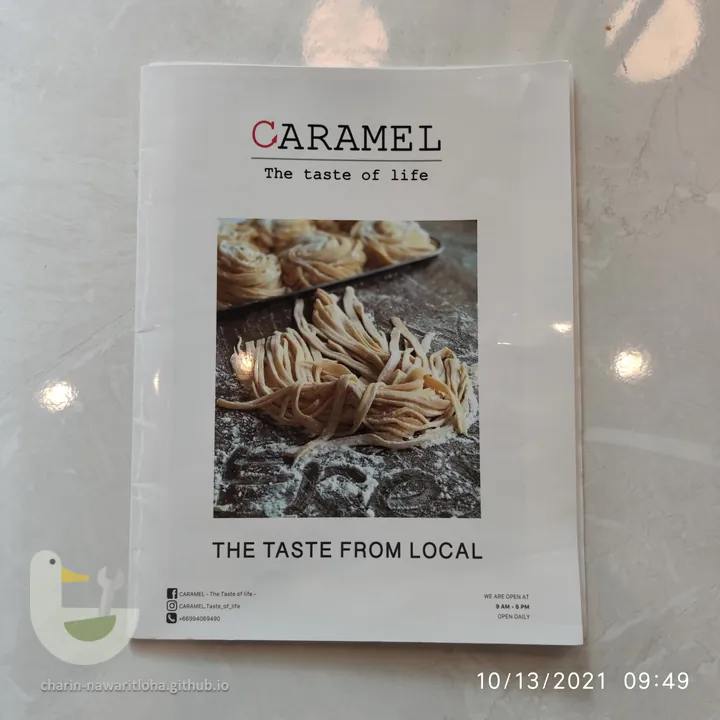 CARAMEL
The taste of life
THE TASTE FROM LOCAL
CARAMEL - The Taste of life -
CARAMEL_Taste_of_life
+66994069490
WE ARE OPEN AT
9 AM - 6 PM
OPEN DAILY
charin-nawaritloha.github.io
10/13/2021 09:49